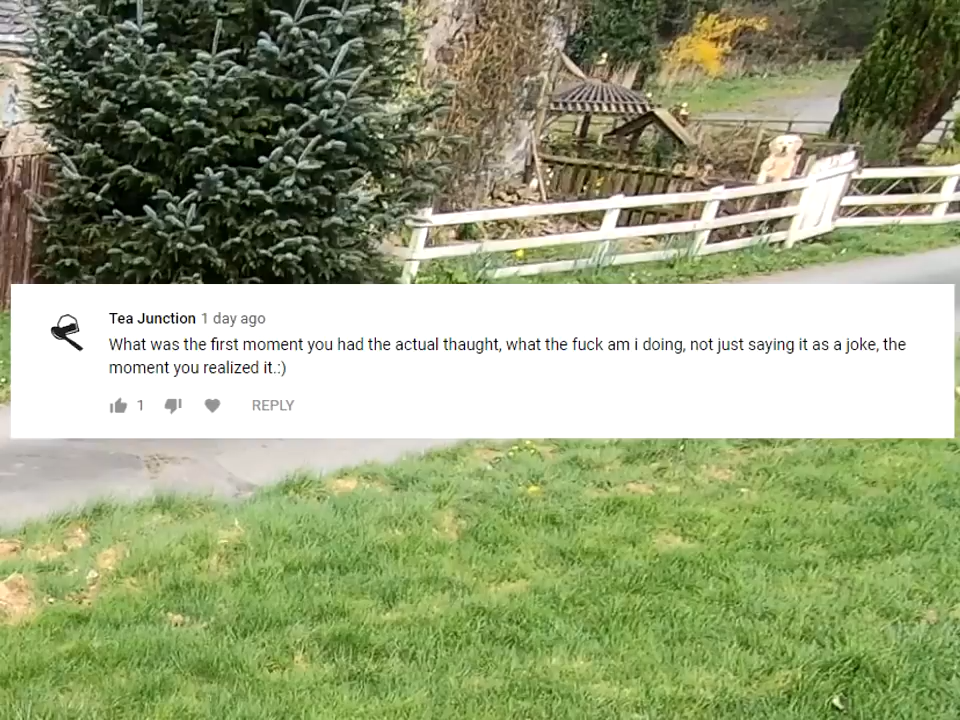 Tea Junction 1 day ago
What was the first moment you had the actual thaught, what the fuck am i doing, not just saying it as a joke, the
moment you realized it.:)
1 REPLY